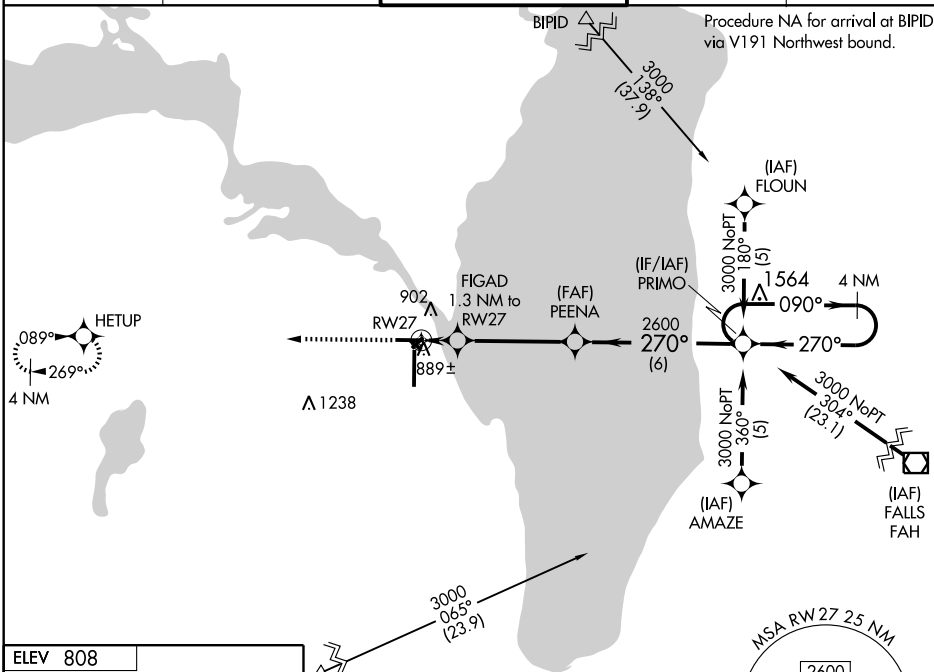 BIPID
Procedure NA for arrival at BIPID
via V191 Northwest bound.
3000
138°
(37.9)
(IAF)
FLOUN
3000 NoPT
180°
(5)
(IF/IAF)
PRIMO
1564
4 NM
090°
FIGAD
1.3 NM to
RW27
902
RW27
(FAF)
PEENA
HETUP
089°
269°
4 NM
2600
270°
(6)
270°
889±
1238
3000 NoPT
360°
(5)
3000 NoPT
304°
(23.1)
(IAF)
AMAZE
(IAF)
FALLS
FAH
3000
065°
(23.9)
MSA RW27 25 NM
2600
ELEV 808